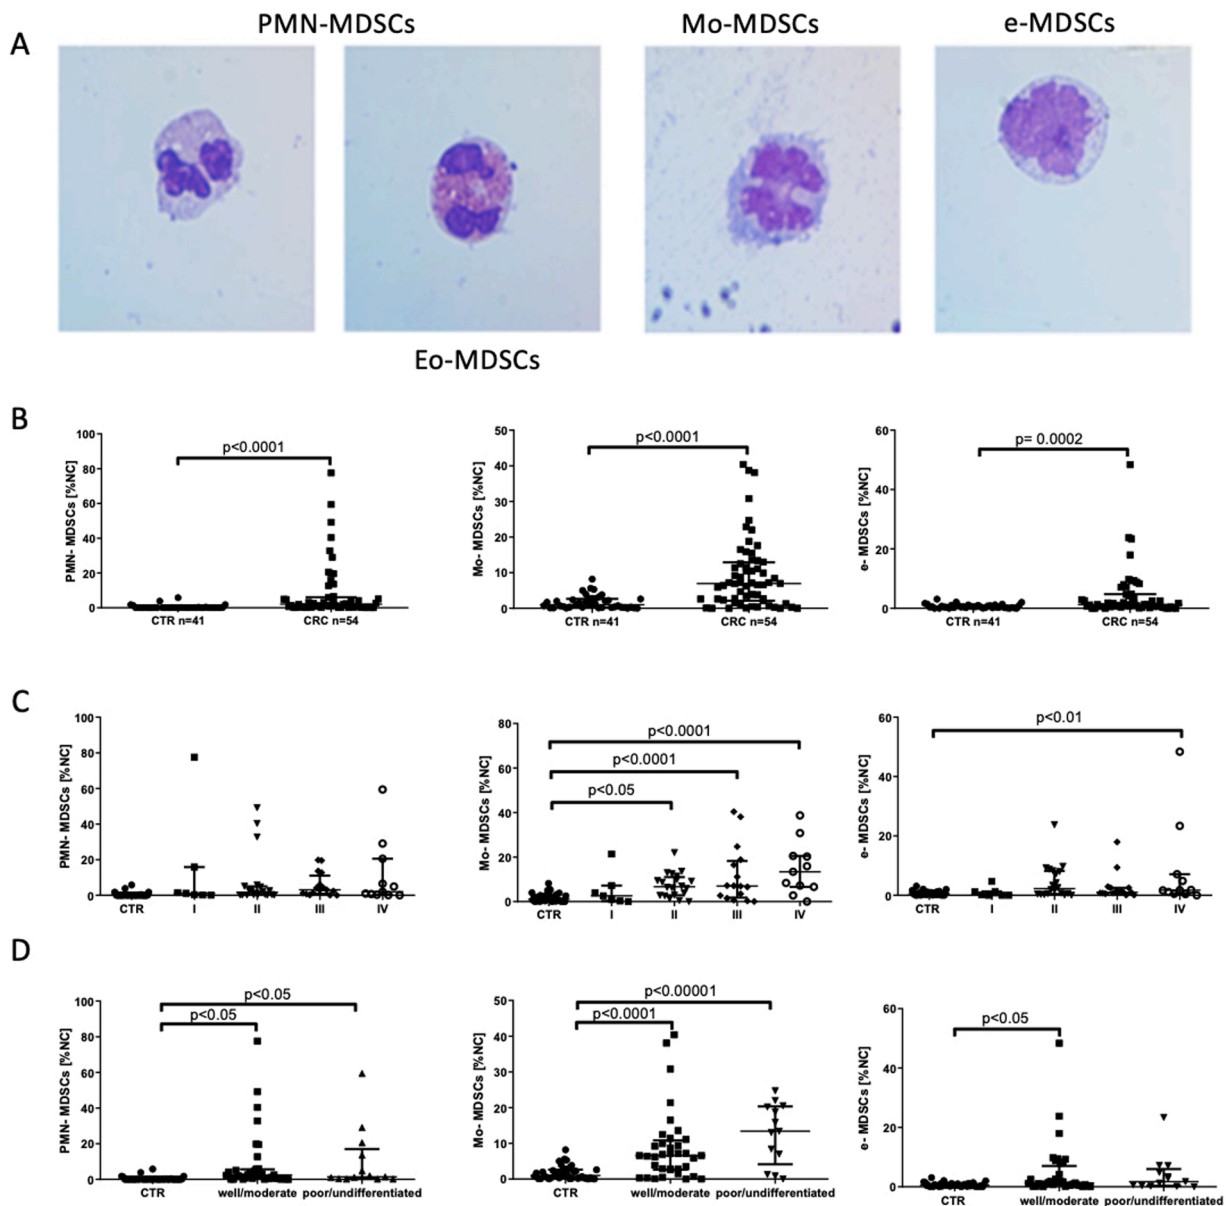 PMN-MDSCs
Mo-MDSCs
e-MDSCs
A
Eo-MDSCs
B
PMN- MDSCs [%NC]
100
80
60
40
20
0
p<0.0001
CTR n=41
CRC n=54
Mo- MDSCs [%NC]
50
40
30
20
10
0
p<0.0001
CTR n=41
CRC n=54
e- MDSCs [%NC]
60
40
20
0
p= 0.0002
CTR n=41
CRC n=54
C
PMN- MDSCs [%NC]
100
80
60
40
20
0
CTR
I
II
III
IV
Mo- MDSCs [%NC]
80
60
40
20
0
p<0.0001
p<0.0001
p<0.05
CTR
I
II
III
IV
e- MDSCs [%NC]
60
40
20
0
p<0.01
CTR
I
II
III
IV
D
PMN- MDSCs [%NC]
100
80
60
40
20
0
p<0.05
p<0.05
CTR
well/moderate
poor/undifferentiated
Mo- MDSCs [%NC]
50
40
30
20
10
0
p<0.00001
p<0.0001
CTR
well/moderate
poor/undifferentiated
e- MDSCs [%NC]
60
40
20
0
p<0.05
CTR
well/moderate
poor/undifferentiated